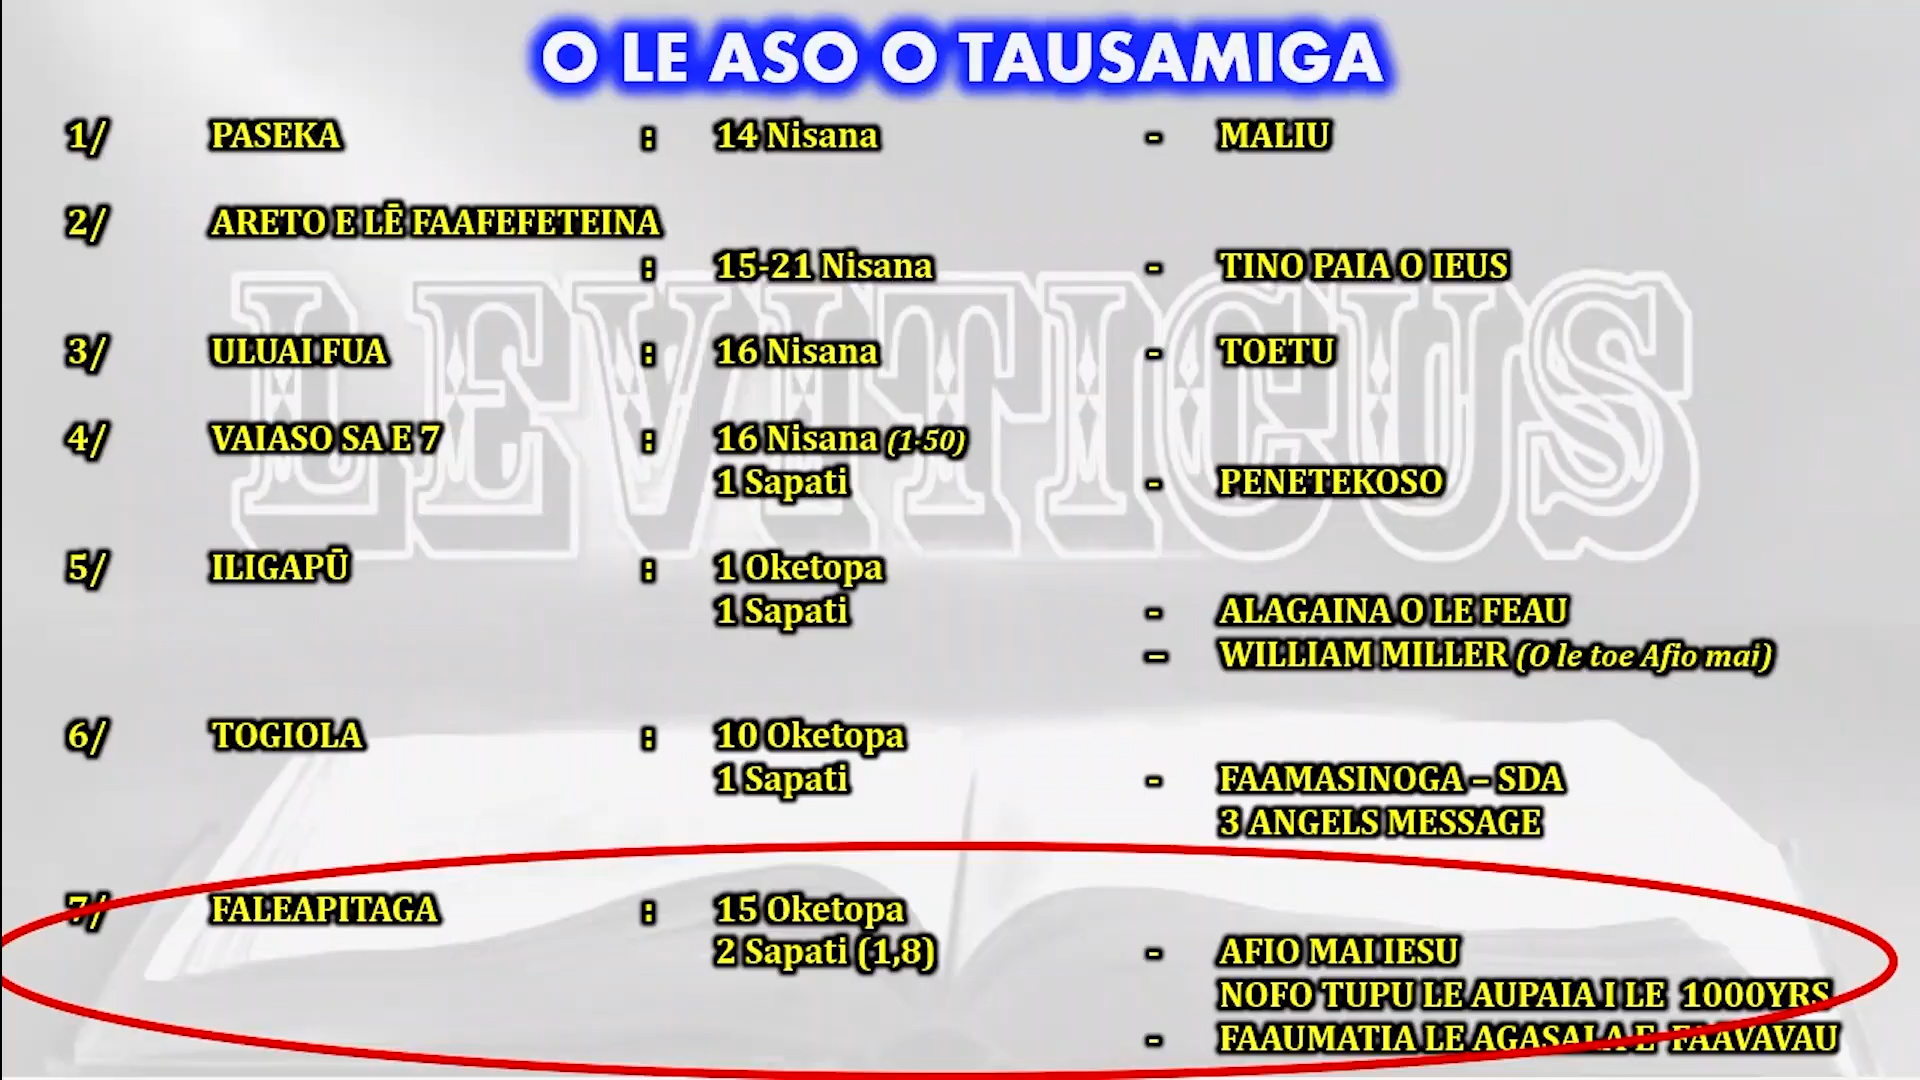 O LE ASO O TAUSAMIGA
1/ PASEKA : 14 Nisana - MALIU
2/ ARETO E LĒ FAAFEFETEINA
: 15-21 Nisana - TINO PAIA O IEUS
3/ ULUAI FUA : 16 Nisana - TOETU
4/ VAIASO SA E 7 : 16 Nisana (1-50)
1 Sapati - PENETEKOSO
5/ ILIGAPŪ : 1 Oketopa
1 Sapati - ALAGAINA O LE FEAU
– WILLIAM MILLER (O le toe Afio mai)
6/ TOGIOLA : 10 Oketopa
1 Sapati - FAAMASINOGA – SDA
3 ANGELS MESSAGE
7/ FALEAPITAGA : 15 Oketopa
2 Sapati (1,8) - AFIO MAI IESU
NOFO TUPU LE AUPAIA I LE 1000YRS
- FAAUMATIA LE AGASALA E FAAVAVAU
LEVITICUS